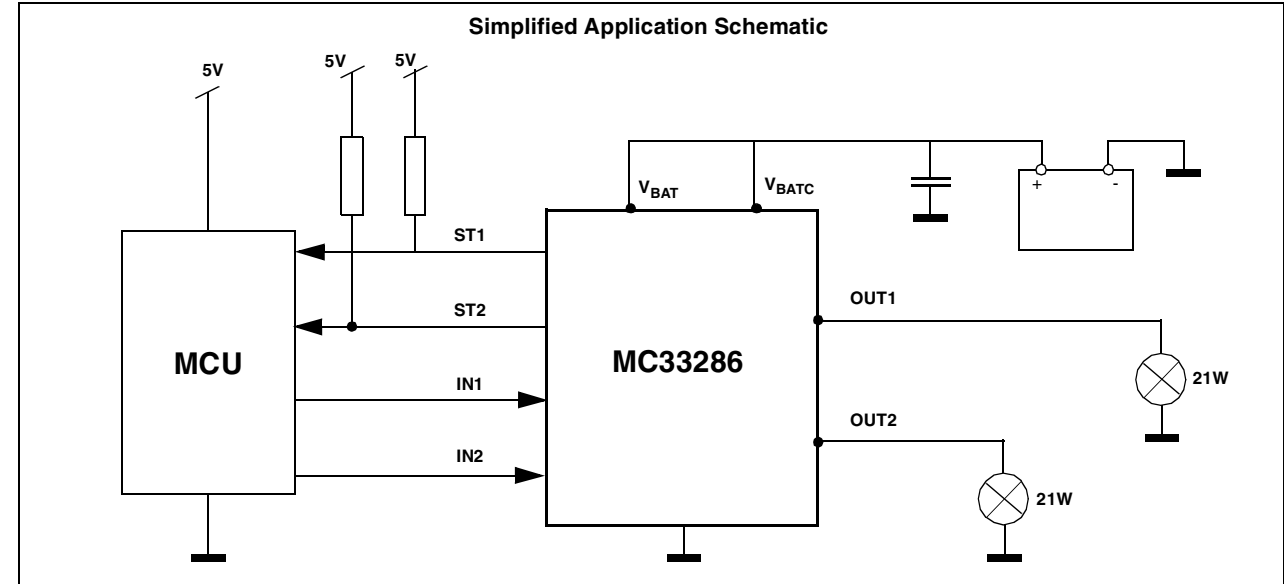 Simplified Application Schematic
5V
5V
5V
VBAT
VBATC
+
-
ST1
ST2
OUT1
MCU
MC33286
21W
IN1
OUT2
IN2
21W